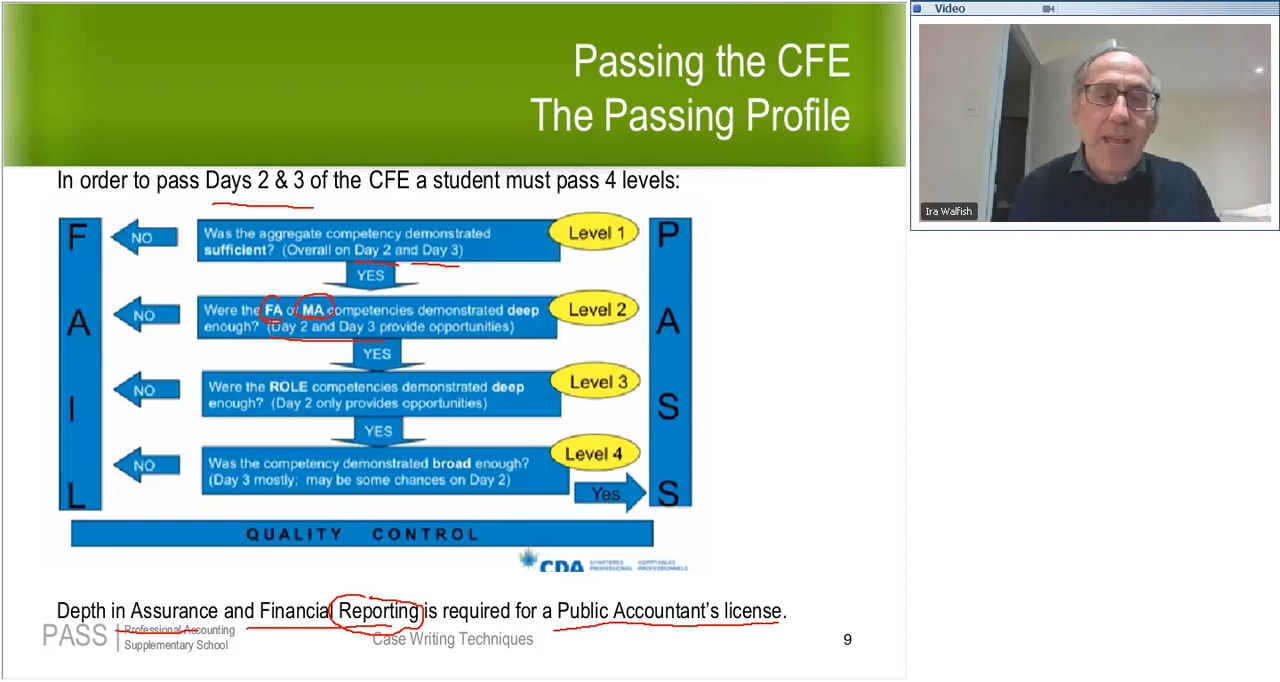 Passing the CFE
The Passing Profile
In order to pass Days 2 & 3 of the CFE a student must pass 4 levels:
F
A
I
L
NO
Was the aggregate competency demonstrated
sufficient? (Overall on Day 2 and Day 3)
Level 1
YES
NO
Were the FA or MA competencies demonstrated deep
enough? (Day 2 and Day 3 provide opportunities)
Level 2
YES
NO
Were the ROLE competencies demonstrated deep
enough? (Day 2 only provides opportunities)
Level 3
YES
NO
Was the competency demonstrated broad enough?
(Day 3 mostly; may be some chances on Day 2)
Level 4
Yes
P
A
S
S
QUALITY CONTROL
CPA
CHARTERED
PROFESSIONAL
COMPTABLES
PROFESSIONNELS
Depth in Assurance and Financial Reporting is required for a Public Accountant's license.
PASS
Professional Accounting
Supplementary School
Case Writing Techniques
9
Video
Ira Walfish